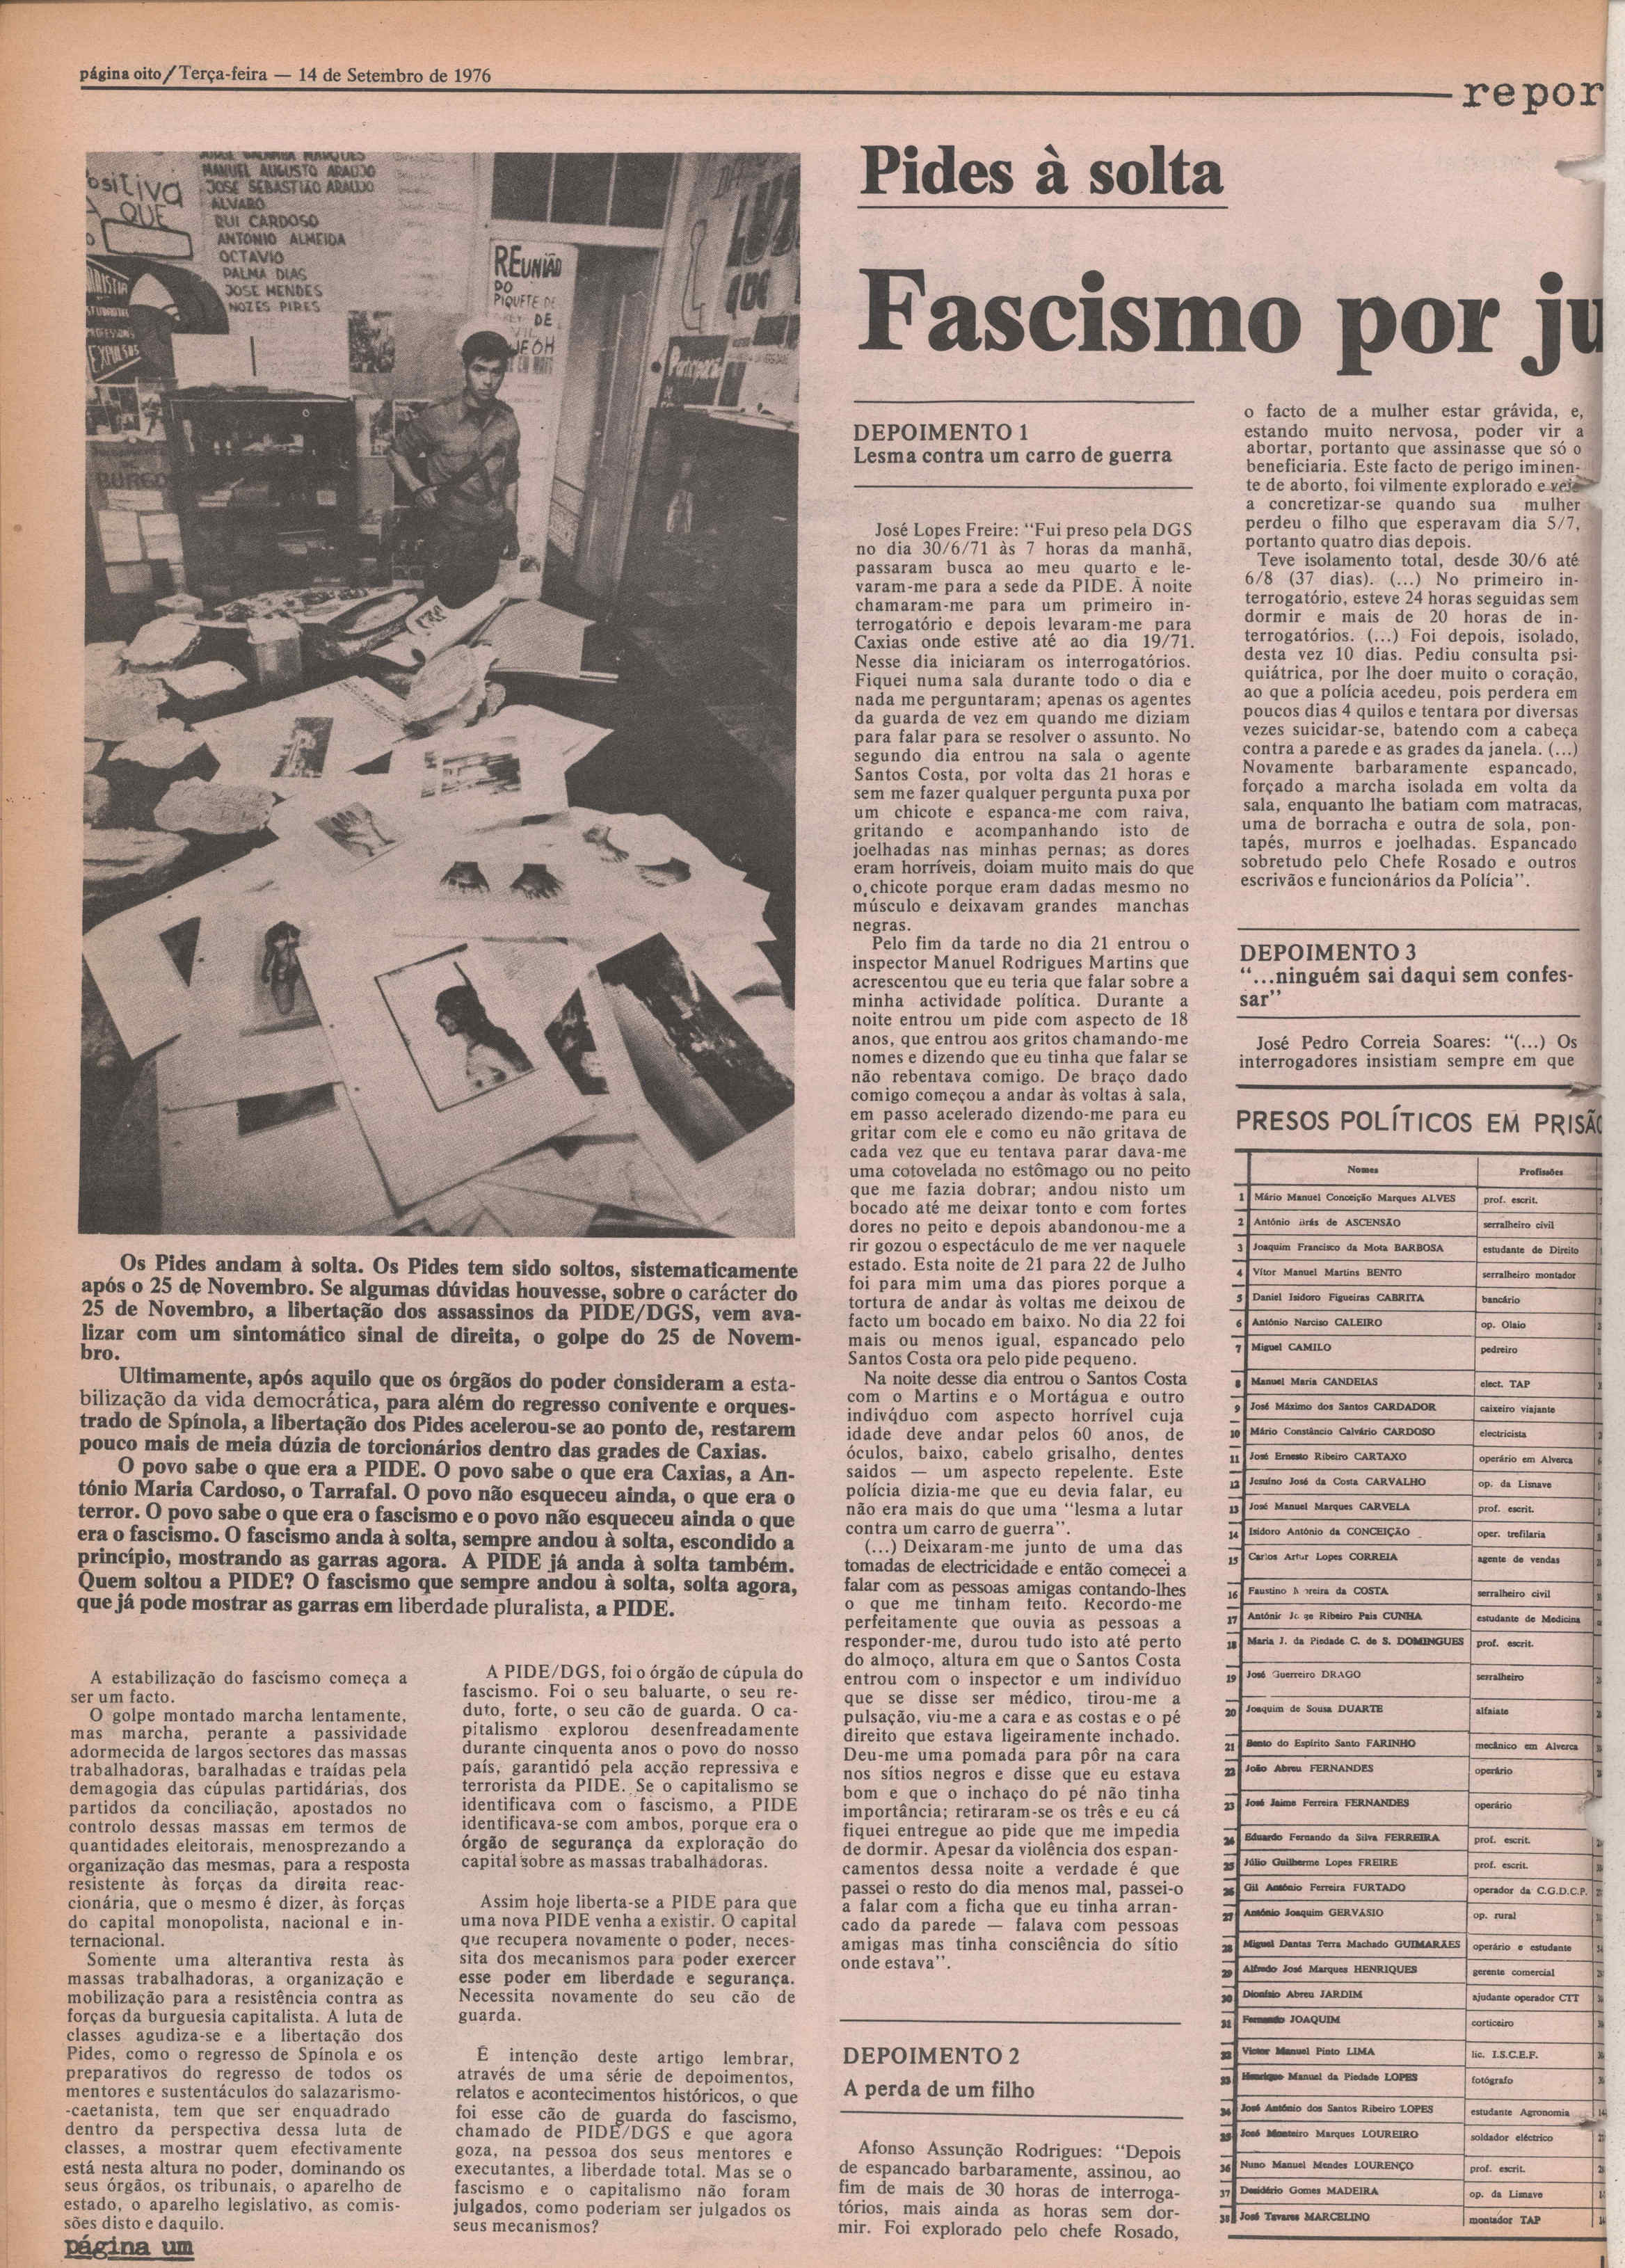 página oito/Terça-feira — 14 de Setembro de 1976
repor
JORGE MARQUES
MANUEL AUGUSTO ARAUJO
JOSE SEBASTIÃO ARAUJO
ALVARO
RUI CARDOSO
ANTONIO ALMEIDA
OCTAVIO
PALMA DIAS
JOSE MENDES
NOZES PIRES
ositiva
QUE
EXPULSOS
REUNIÃO
DO
PIQUETE DE
DE
Pides à solta
Fascismo por ju
Os Pides andam à solta. Os Pides tem sido soltos, sistematicamente
após o 25 de Novembro. Se algumas dúvidas houvesse, sobre o carácter do
25 de Novembro, a libertação dos assassinos da PIDE/DGS, vem ava-
lizar com um sintomático sinal de direita, o golpe do 25 de Novem-
bro.
Ultimamente, após aquilo que os órgãos do poder consideram a esta-
bilização da vida democrática, para além do regresso conivente e orques-
trado de Spínola, a libertação dos Pides acelerou-se ao ponto de, restarem
pouco mais de meia dúzia de torcionários dentro das grades de Caxias.
O povo sabe o que era a PIDE. O povo sabe o que era Caxias, a An-
tónio Maria Cardoso, o Tarrafal. O povo não esqueceu ainda, o que era o
terror. O povo sabe o que era o fascismo e o povo não esqueceu ainda o que
era o fascismo. O fascismo anda à solta, sempre andou à solta, escondido a
princípio, mostrando as garras agora. A PIDE já anda à solta também.
Quem soltou a PIDE? O fascismo que sempre andou à solta, solta agora,
que já pode mostrar as garras em liberdade pluralista, a PIDE.
A estabilização do fascismo começa a
ser um facto.
O golpe montado marcha lentamente,
mas marcha, perante a passividade
adormecida de largos sectores das massas
trabalhadoras, baralhadas e traídas pela
demagogia das cúpulas partidárias, dos
partidos da conciliação, apostados no
controlo dessas massas em termos de
quantidades eleitorais, menosprezando a
organização das mesmas, para a resposta
resistente às forças da direita reac-
cionária, que o mesmo é dizer, às forças
do capital monopolista, nacional e in-
ternacional.
Somente uma alterantiva resta às
massas trabalhadoras, a organização e
mobilização para a resistência contra as
forças da burguesia capitalista. A luta de
classes agudiza-se e a libertação dos
Pides, como o regresso de Spínola e os
preparativos do regresso de todos os
mentores e sustentáculos do salazarismo-
-caetanista, tem que ser enquadrado
dentro da perspectiva dessa luta de
classes, a mostrar quem efectivamente
está nesta altura no poder, dominando os
seus órgãos, os tribunais, o aparelho de
estado, o aparelho legislativo, as comis-
sões disto e daquilo.
página um
A PIDE/DGS, foi o órgão de cúpula do
fascismo. Foi o seu baluarte, o seu re-
duto, forte, o seu cão de guarda. O ca-
pitalismo explorou desenfreadamente
durante cinquenta anos o povo do nosso
país, garantidó pela acção repressiva e
terrorista da PIDE. Se o capitalismo se
identificava com o fascismo, a PIDE
identificava-se com ambos, porque era o
órgão de segurança da exploração do
capital sobre as massas trabalhadoras.
Assim hoje liberta-se a PIDE para que
uma nova PIDE venha a existir. O capital
que recupera novamente o poder, neces-
sita dos mecanismos para poder exercer
esse poder em liberdade e segurança.
Necessita novamente do seu cão de
guarda.
É intenção deste artigo lembrar,
através de uma série de depoimentos,
relatos e acontecimentos históricos, o que
foi esse cão de guarda do fascismo,
chamado de PIDE/DGS e que agora
goza, na pessoa dos seus mentores e
executantes, a liberdade total. Mas se o
fascismo e o capitalismo não foram
julgados, como poderiam ser julgados os
seus mecanismos?
DEPOIMENTO 1
Lesma contra um carro de guerra
José Lopes Freire: "Fui preso pela DGS
no dia 30/6/71 às 7 horas da manhã,
passaram busca ao meu quarto e le-
varam-me para a sede da PIDE. À noite
chamaram-me para um primeiro in-
terrogatório e depois levaram-me para
Caxias onde estive até ao dia 19/71.
Nesse dia iniciaram os interrogatórios.
Fiquei numa sala durante todo o dia e
nada me perguntaram; apenas os agentes
da guarda de vez em quando me diziam
para falar para se resolver o assunto. No
segundo dia entrou na sala o agente
Santos Costa, por volta das 21 horas e
sem me fazer qualquer pergunta puxa por
um chicote e espanca-me com raiva,
gritando e acompanhando isto de
joelhadas nas minhas pernas; as dores
eram horríveis, doiam muito mais do que
o chicote porque eram dadas mesmo no
músculo e deixavam grandes manchas
negras.
Pelo fim da tarde no dia 21 entrou o
inspector Manuel Rodrigues Martins que
acrescentou que eu teria que falar sobre a
minha actividade política. Durante a
noite entrou um pide com aspecto de 18
anos, que entrou aos gritos chamando-me
nomes e dizendo que eu tinha que falar se
não rebentava comigo. De braço dado
comigo começou a andar às voltas à sala,
em passo acelerado dizendo-me para eu
gritar com ele e como eu não gritava de
cada vez que eu tentava parar dava-me
uma cotovelada no estômago ou no peito
que me fazia dobrar; andou nisto um
bocado até me deixar tonto e com fortes
dores no peito e depois abandonou-me a
rir gozou o espectáculo de me ver naquele
estado. Esta noite de 21 para 22 de Julho
foi para mim uma das piores porque a
tortura de andar às voltas me deixou de
facto um bocado em baixo. No dia 22 foi
mais ou menos igual, espancado pelo
Santos Costa ora pelo pide pequeno.
Na noite desse dia entrou o Santos Costa
com o Martins e o Mortágua e outro
indivqduo com aspecto horrível cuja
idade deve andar pelos 60 anos, de
óculos, baixo, cabelo grisalho, dentes
saidos — um aspecto repelente. Este
polícia dizia-me que eu devia falar, eu
não era mais do que uma "lesma a lutar
contra um carro de guerra".
(...) Deixaram-me junto de uma das
tomadas de electricidade e então comecei a
falar com as pessoas amigas contando-lhes
o que me tinham feito. Recordo-me
perfeitamente que ouvia as pessoas a
responder-me, durou tudo isto até perto
do almoço, altura em que o Santos Costa
entrou com o inspector e um indivíduo
que se disse ser médico, tirou-me a
pulsação, viu-me a cara e as costas e o pé
direito que estava ligeiramente inchado.
Deu-me uma pomada para pôr na cara
nos sítios negros e disse que eu estava
bom e que o inchaço do pé não tinha
importância; retiraram-se os três e eu cá
fiquei entregue ao pide que me impedia
de dormir. Apesar da violência dos espan-
camentos dessa noite a verdade é que
passei o resto do dia menos mal, passei-o
a falar com a ficha que eu tinha arran-
cado da parede — falava com pessoas
amigas mas tinha consciência do sítio
onde estava".
DEPOIMENTO 2
A perda de um filho
Afonso Assunção Rodrigues: "Depois
de espancado barbaramente, assinou, ao
fim de mais de 30 horas de interroga-
tórios, mais ainda as horas sem dor-
mir. Foi explorado pelo chefe Rosado,
o facto de a mulher estar grávida, e,
estando muito nervosa, poder vir a
abortar, portanto que assinasse que só o
beneficiaria. Este facto de perigo iminen-
te de aborto, foi vilmente explorado e veio
a concretizar-se quando sua mulher
perdeu o filho que esperavam dia 5/7,
portanto quatro dias depois.
Teve isolamento total, desde 30/6 até
6/8 (37 dias). (...) No primeiro in-
terrogatório, esteve 24 horas seguidas sem
dormir e mais de 20 horas de in-
terrogatórios. (...) Foi depois, isolado,
desta vez 10 dias. Pediu consulta psi-
quiátrica, por lhe doer muito o coração,
ao que a polícia acedeu, pois perdera em
poucos dias 4 quilos e tentara por diversas
vezes suicidar-se, batendo com a cabeça
contra a parede e as grades da janela. (...)
Novamente barbaramente espancado,
forçado a marcha isolada em volta da
sala, enquanto lhe batiam com matracas,
uma de borracha e outra de sola, pon-
tapés, murros e joelhadas. Espancado
sobretudo pelo Chefe Rosado e outros
escrivãos e funcionários da Polícia".
DEPOIMENTO 3
"...ninguém sai daqui sem confes-
sar"
José Pedro Correia Soares: "(...) Os
interrogadores insistiam sempre em que
PRESOS POLÍTICOS EM PRISÃO
Nomes Profissões
1 Mário Manuel Conceição Marques ALVES prof. escrit.
2 António Brás de ASCENSÃO serralheiro civil
3 Joaquim Francisco da Mota BARBOSA estudante de Direito
4 Vítor Manuel Martins BENTO serralheiro montador
5 Daniel Isidoro Figueiras CABRITA bancário
6 António Narciso CALEIRO op. Olaio
7 Miguel CAMILO pedreiro
8 Manuel Maria CANDEIAS elect. TAP
9 José Máximo dos Santos CARDADOR caixeiro viajante
10 Mário Constâncio Calvário CARDOSO electricista
11 José Ernesto Ribeiro CARTAXO operário em Alverca
12 Jesuíno José da Costa CARVALHO op. da Lisnave
13 José Manuel Marques CARVELA prof. escrit.
14 Isidoro António da CONCEIÇÃO oper. trefilaria
15 Carlos Artur Lopes CORREIA agente de vendas
16 Faustino Moreira da COSTA serralheiro civil
17 António Jorge Ribeiro Pais CUNHA estudante de Medicina
18 Maria J. da Piedade C. de S. DOMINGUES prof. escrit.
19 José Guerreiro DRAGO serralheiro
20 Joaquim de Sousa DUARTE alfaiate
21 Bento do Espírito Santo FARINHO mecânico em Alverca
22 João Abreu FERNANDES operário
23 José Jaime Ferreira FERNANDES operário
24 Eduardo Fernando da Silva FERREIRA prof. escrit.
25 Júlio Guilherme Lopes FREIRE prof. escrit.
26 Gil António Ferreira FURTADO operador da C.G.D.C.P.
27 António Joaquim GERVÁSIO op. rural
28 Miguel Dantas Terra Machado GUIMARÃES operário e estudante
29 Alfredo José Marques HENRIQUES gerente comercial
30 Dionísio Abreu JARDIM ajudante operador CTT
31 Fernando JOAQUIM corticeiro
32 Victor Manuel Pinto LIMA lic. I.S.C.E.F.
33 Henrique Manuel da Piedade LOPES fotógrafo
34 José António dos Santos Ribeiro LOPES estudante Agronomia
35 José Monteiro Marques LOUREIRO soldador eléctrico
36 Nuno Manuel Mendes LOURENÇO prof. escrit.
37 Desidério Gomes MADEIRA op. da Lisnave
38 José Tavares MARCELINO montador TAP